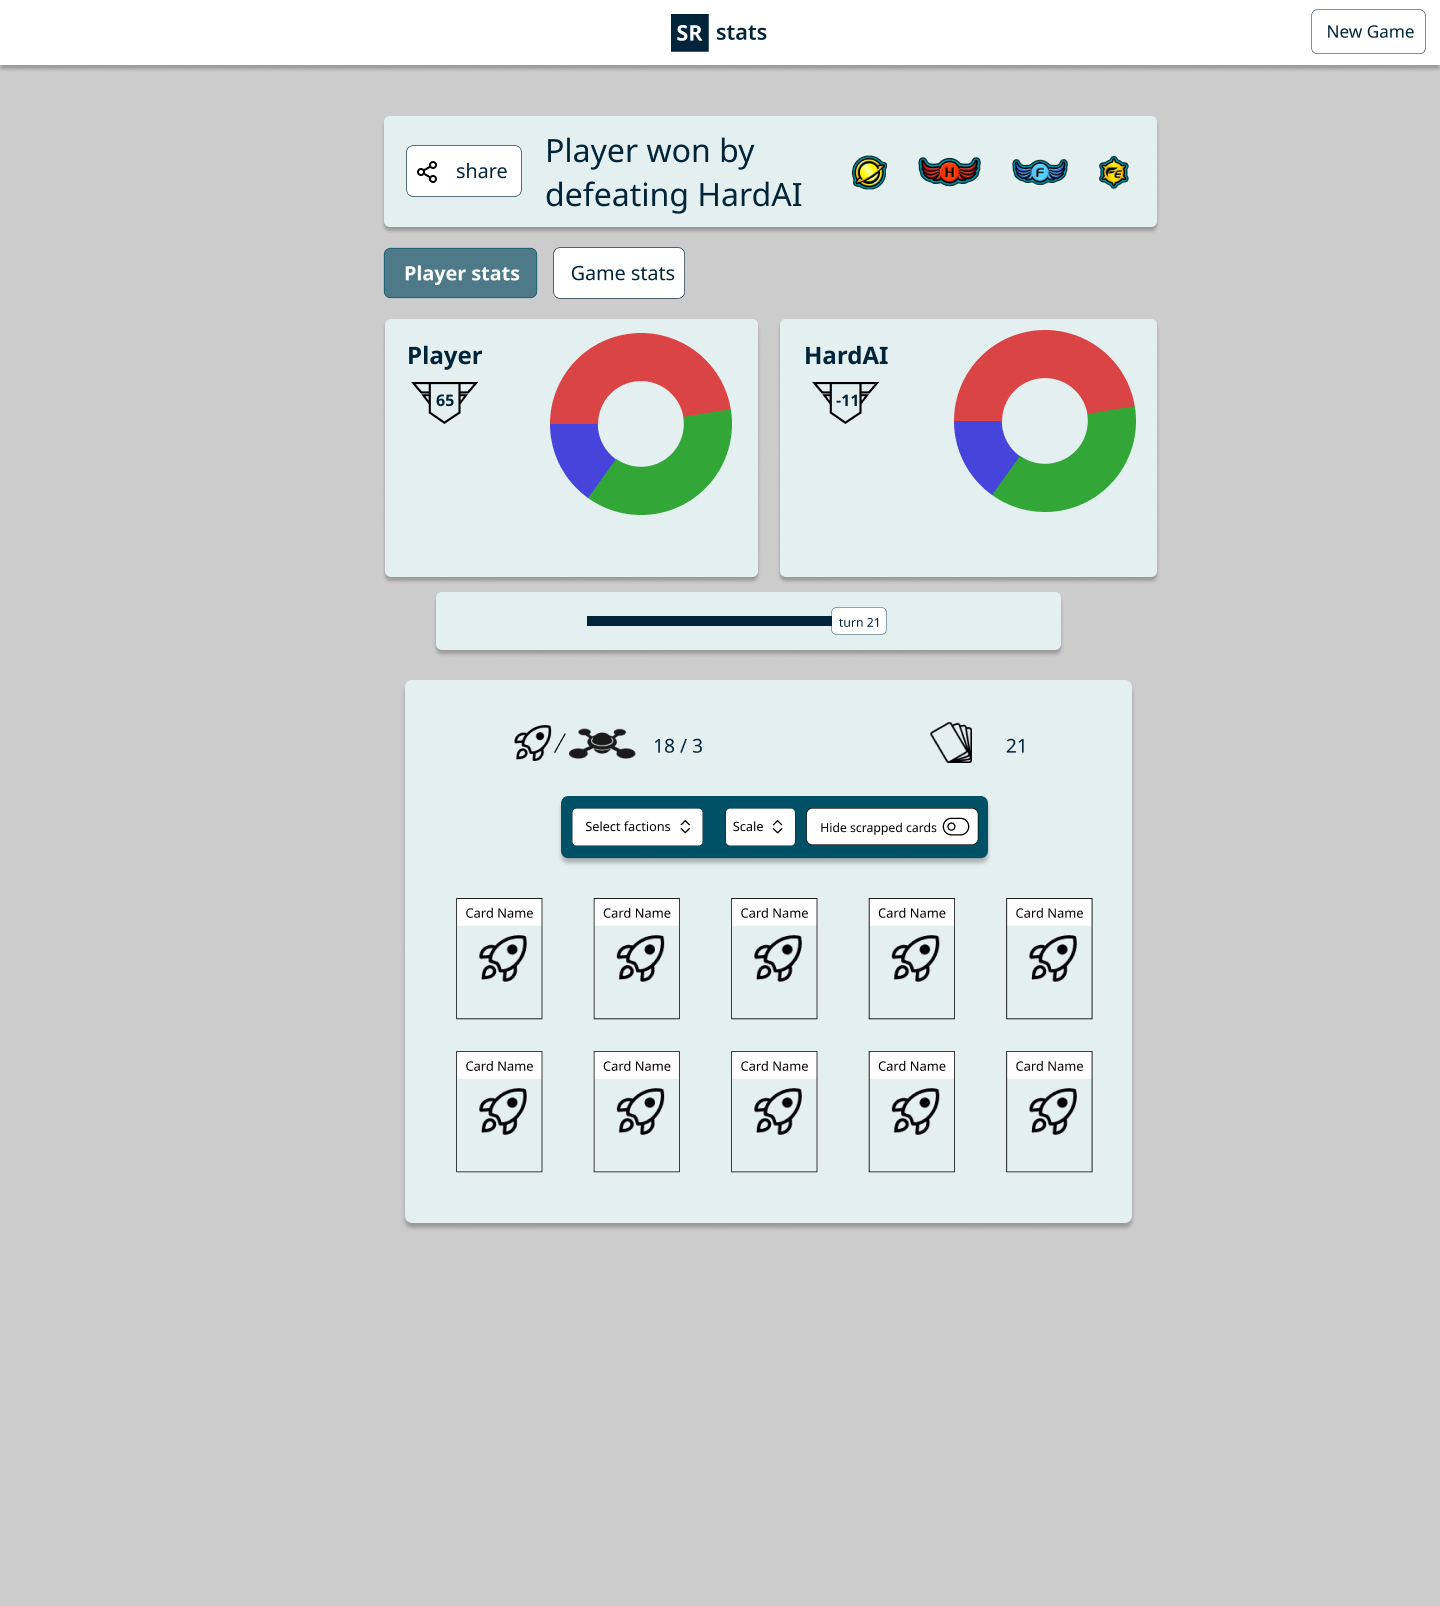 SR stats
New Game
share
Player won by
defeating HardAI
H
F
FE
Player stats
Game stats
Player
65
HardAI
-11
turn 21
/
18 / 3
21
Select factions
Scale
Hide scrapped cards
Card Name
Card Name
Card Name
Card Name
Card Name
Card Name
Card Name
Card Name
Card Name
Card Name